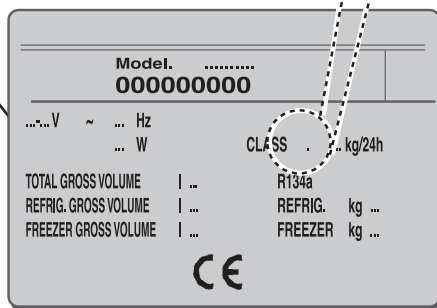 Model. ..........
000000000
...-... V ~ ... Hz
... W CLASS . .. kg/24h
TOTAL GROSS VOLUME l ... R134a
REFRIG. GROSS VOLUME l ... REFRIG. kg ...
FREEZER GROSS VOLUME l ... FREEZER kg ...
CE